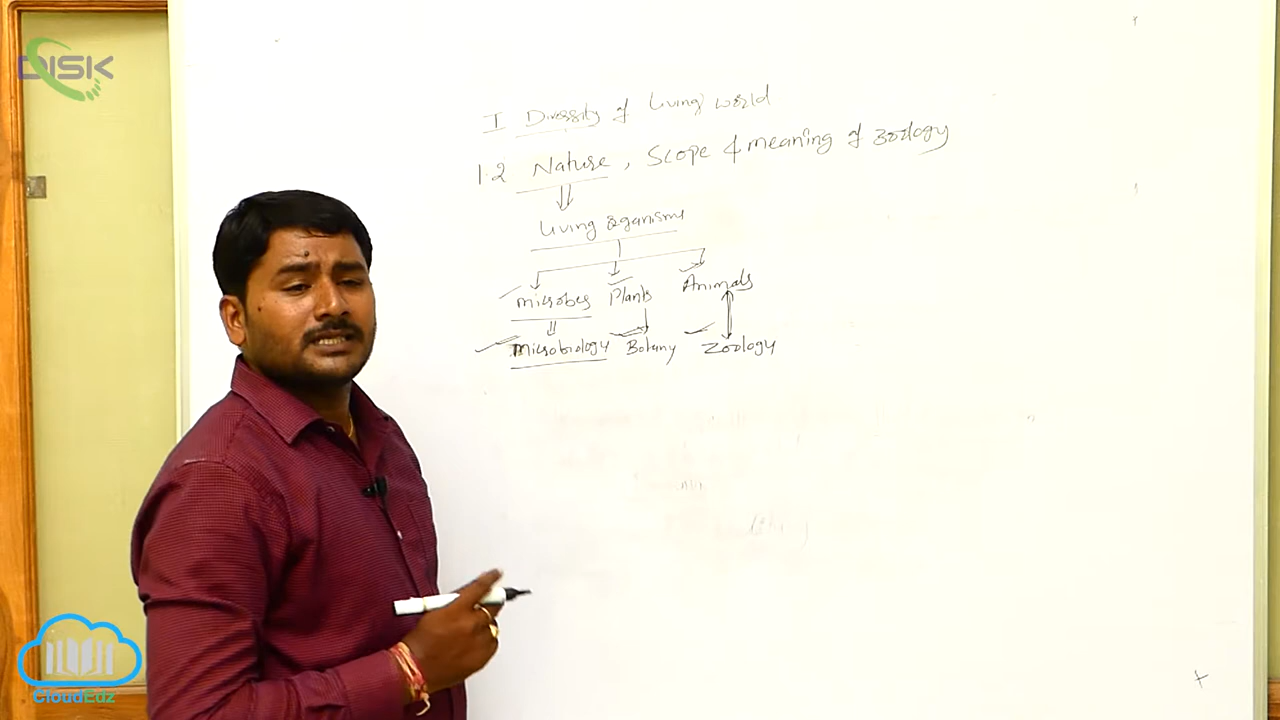 DISK
I Diversity of Living world
1.2 Nature, Scope & meaning of Zoology
Living organisms
Microbes Plants Animals
Microbiology Botany Zoology
CloudEdz